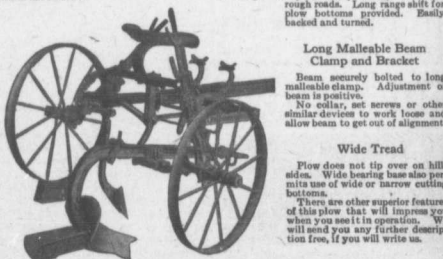 rough roads. Long range shift for
plow bottoms provided. Easily
backed and turned.
Long Malleable Beam
Clamp and Bracket
Beam securely bolted to long
malleable clamp. Adjustment o
beam is positive.
No collar, set screws or othe
similar devices to work loose and
allow beam to get out of alignment
Wide Tread
Plow does not tip over on hill
sides. Wide bearing base also per
mits use of wide or narrow cutting
bottoms.
There are other superior feature
of this plow that will impress yo
when you see it in operation. W
will send you any further descrip
tion free, if you will write us.